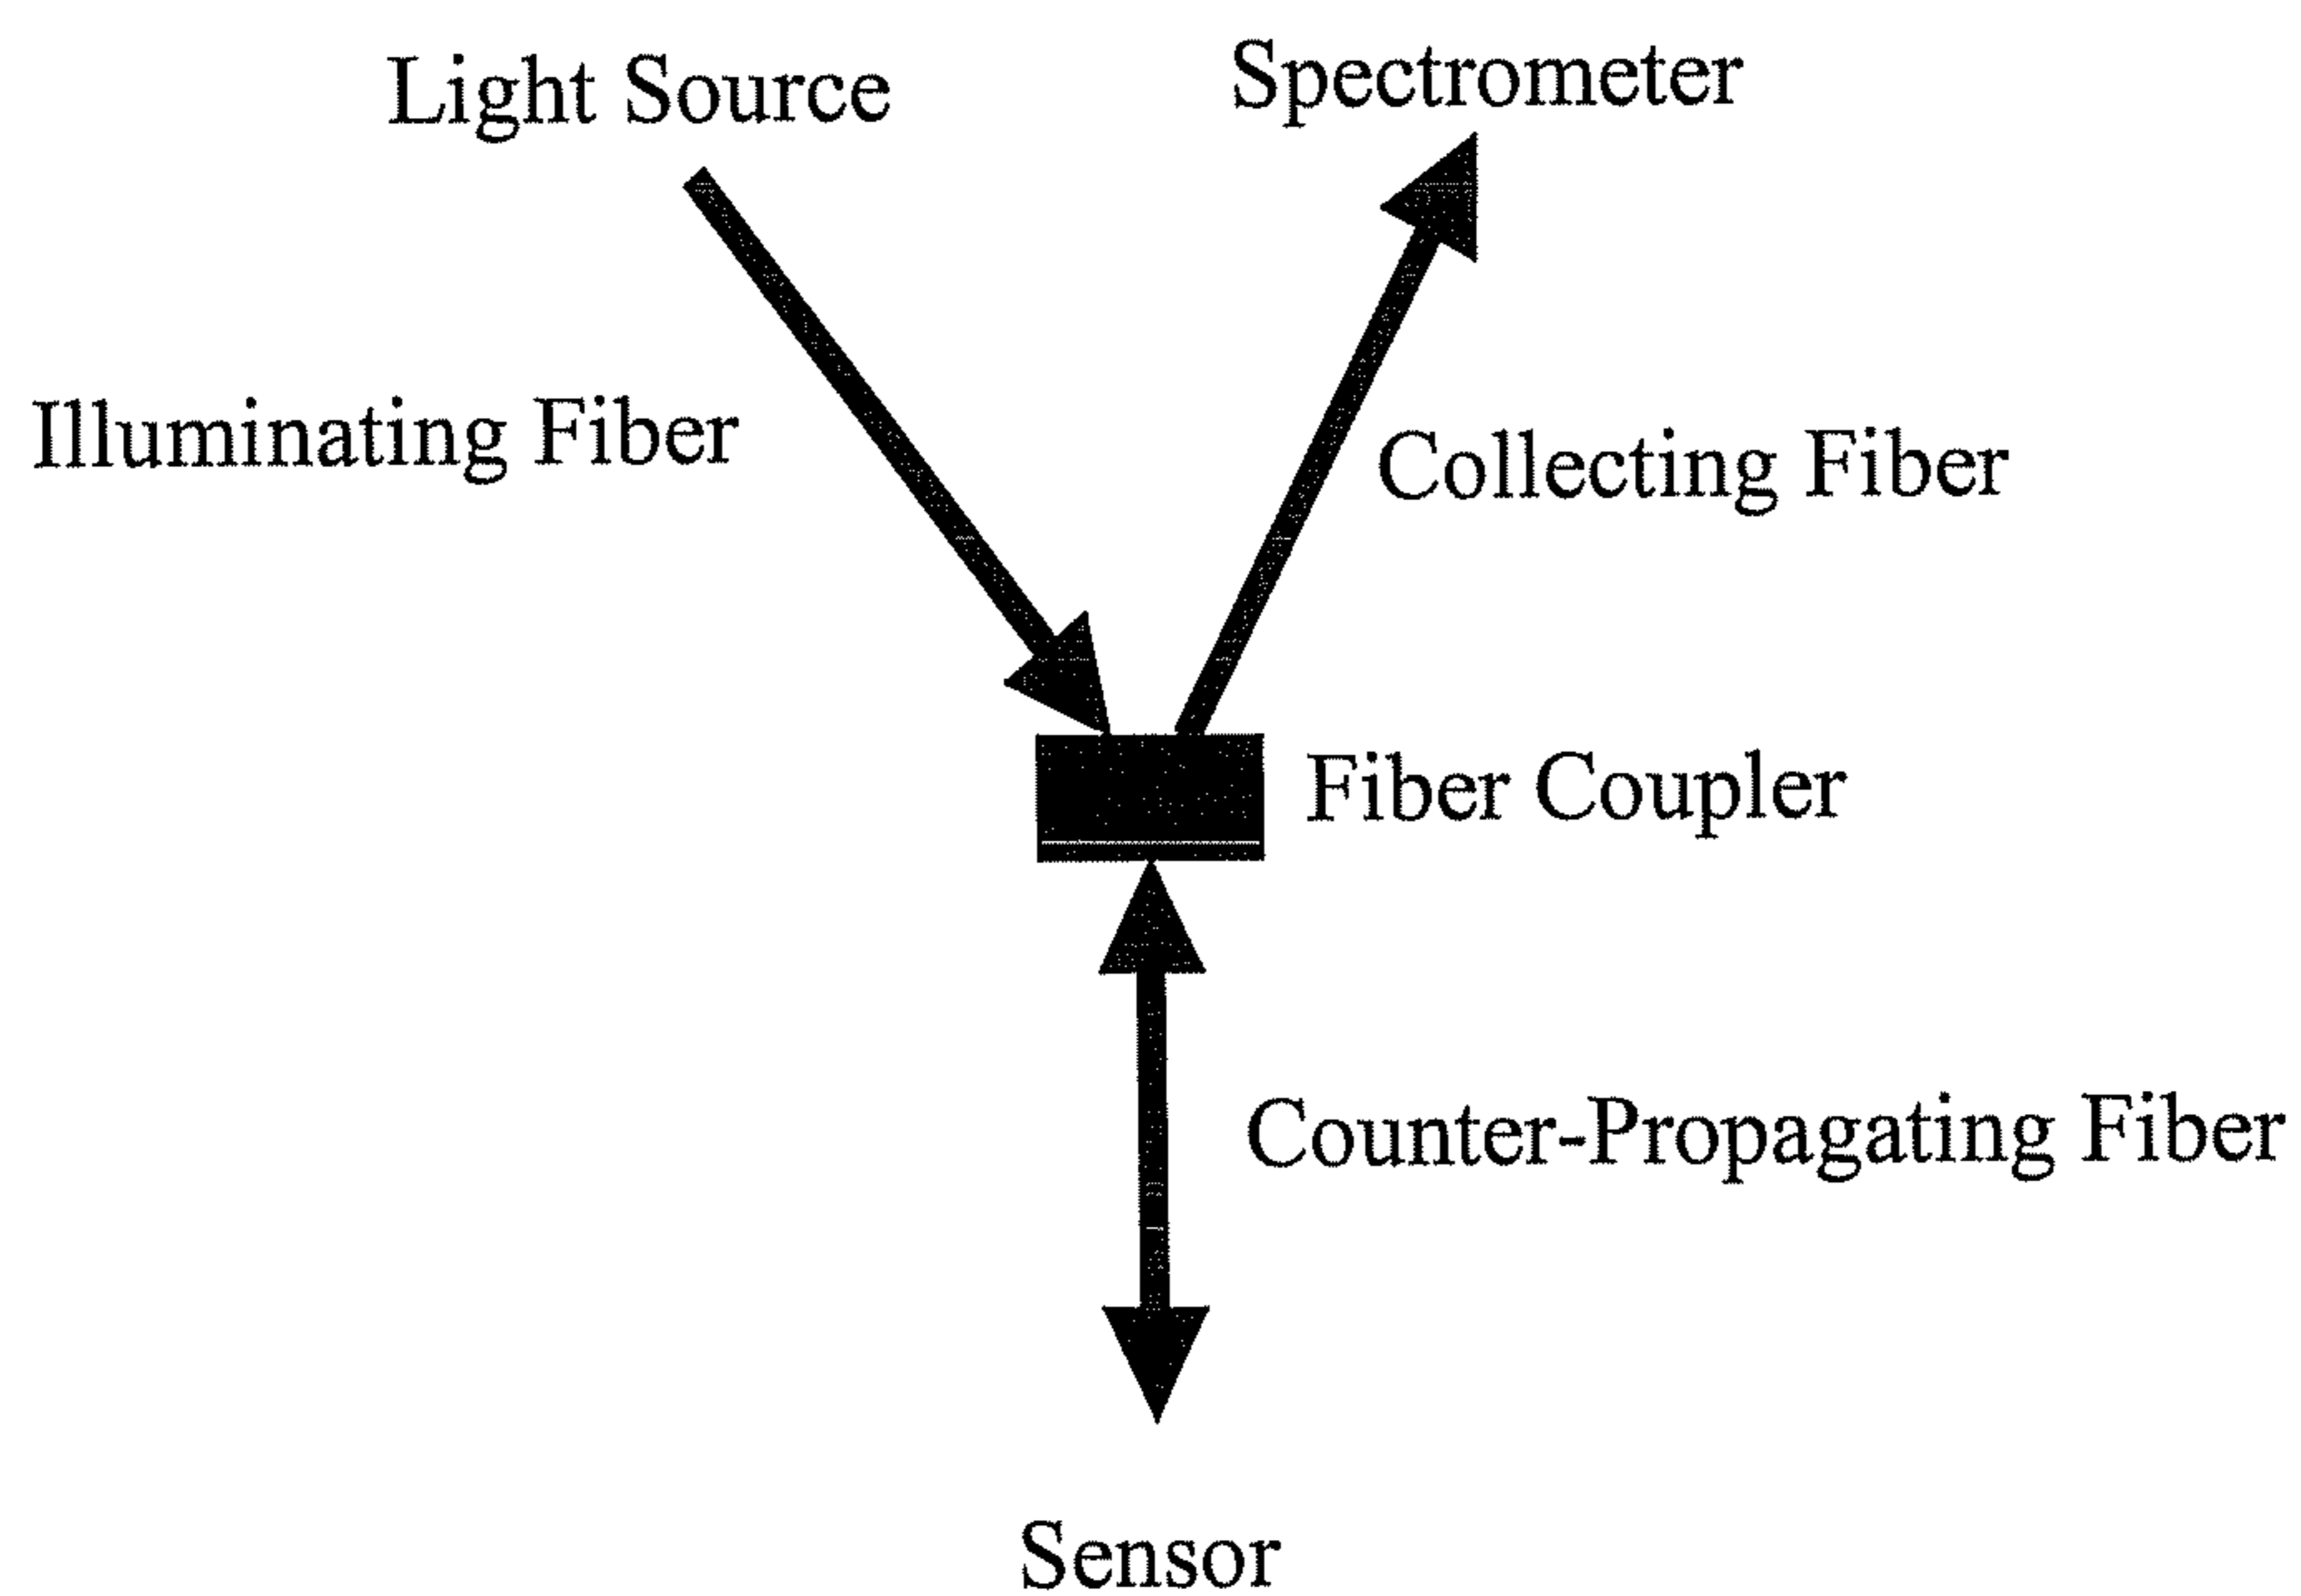 Light Source
Spectrometer
Illuminating Fiber
Collecting Fiber
Fiber Coupler
Counter-Propagating Fiber
Sensor